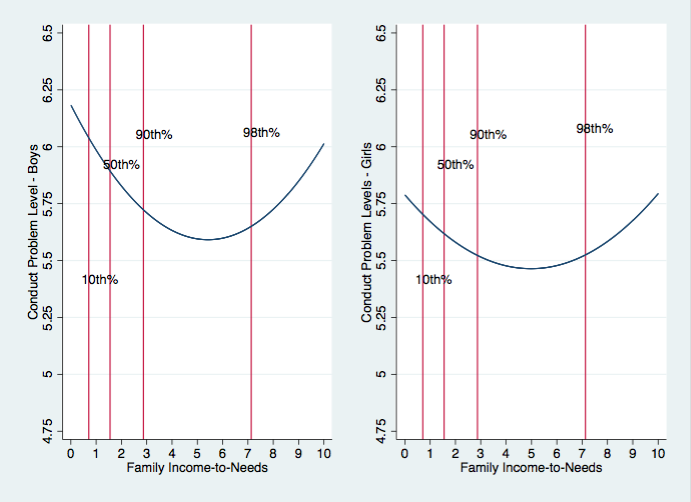 6.5
6.25
6
5.75
5.5
5.25
5
4.75
Conduct Problem Level - Boys
90th%
98th%
50th%
10th%
0 1 2 3 4 5 6 7 8 9 10
Family Income-to-Needs
6.5
6.25
6
5.75
5.5
5.25
5
4.75
Conduct Problem Levels - Girls
98th%
90th%
50th%
10th%
0 1 2 3 4 5 6 7 8 9 10
Family Income-to-Needs